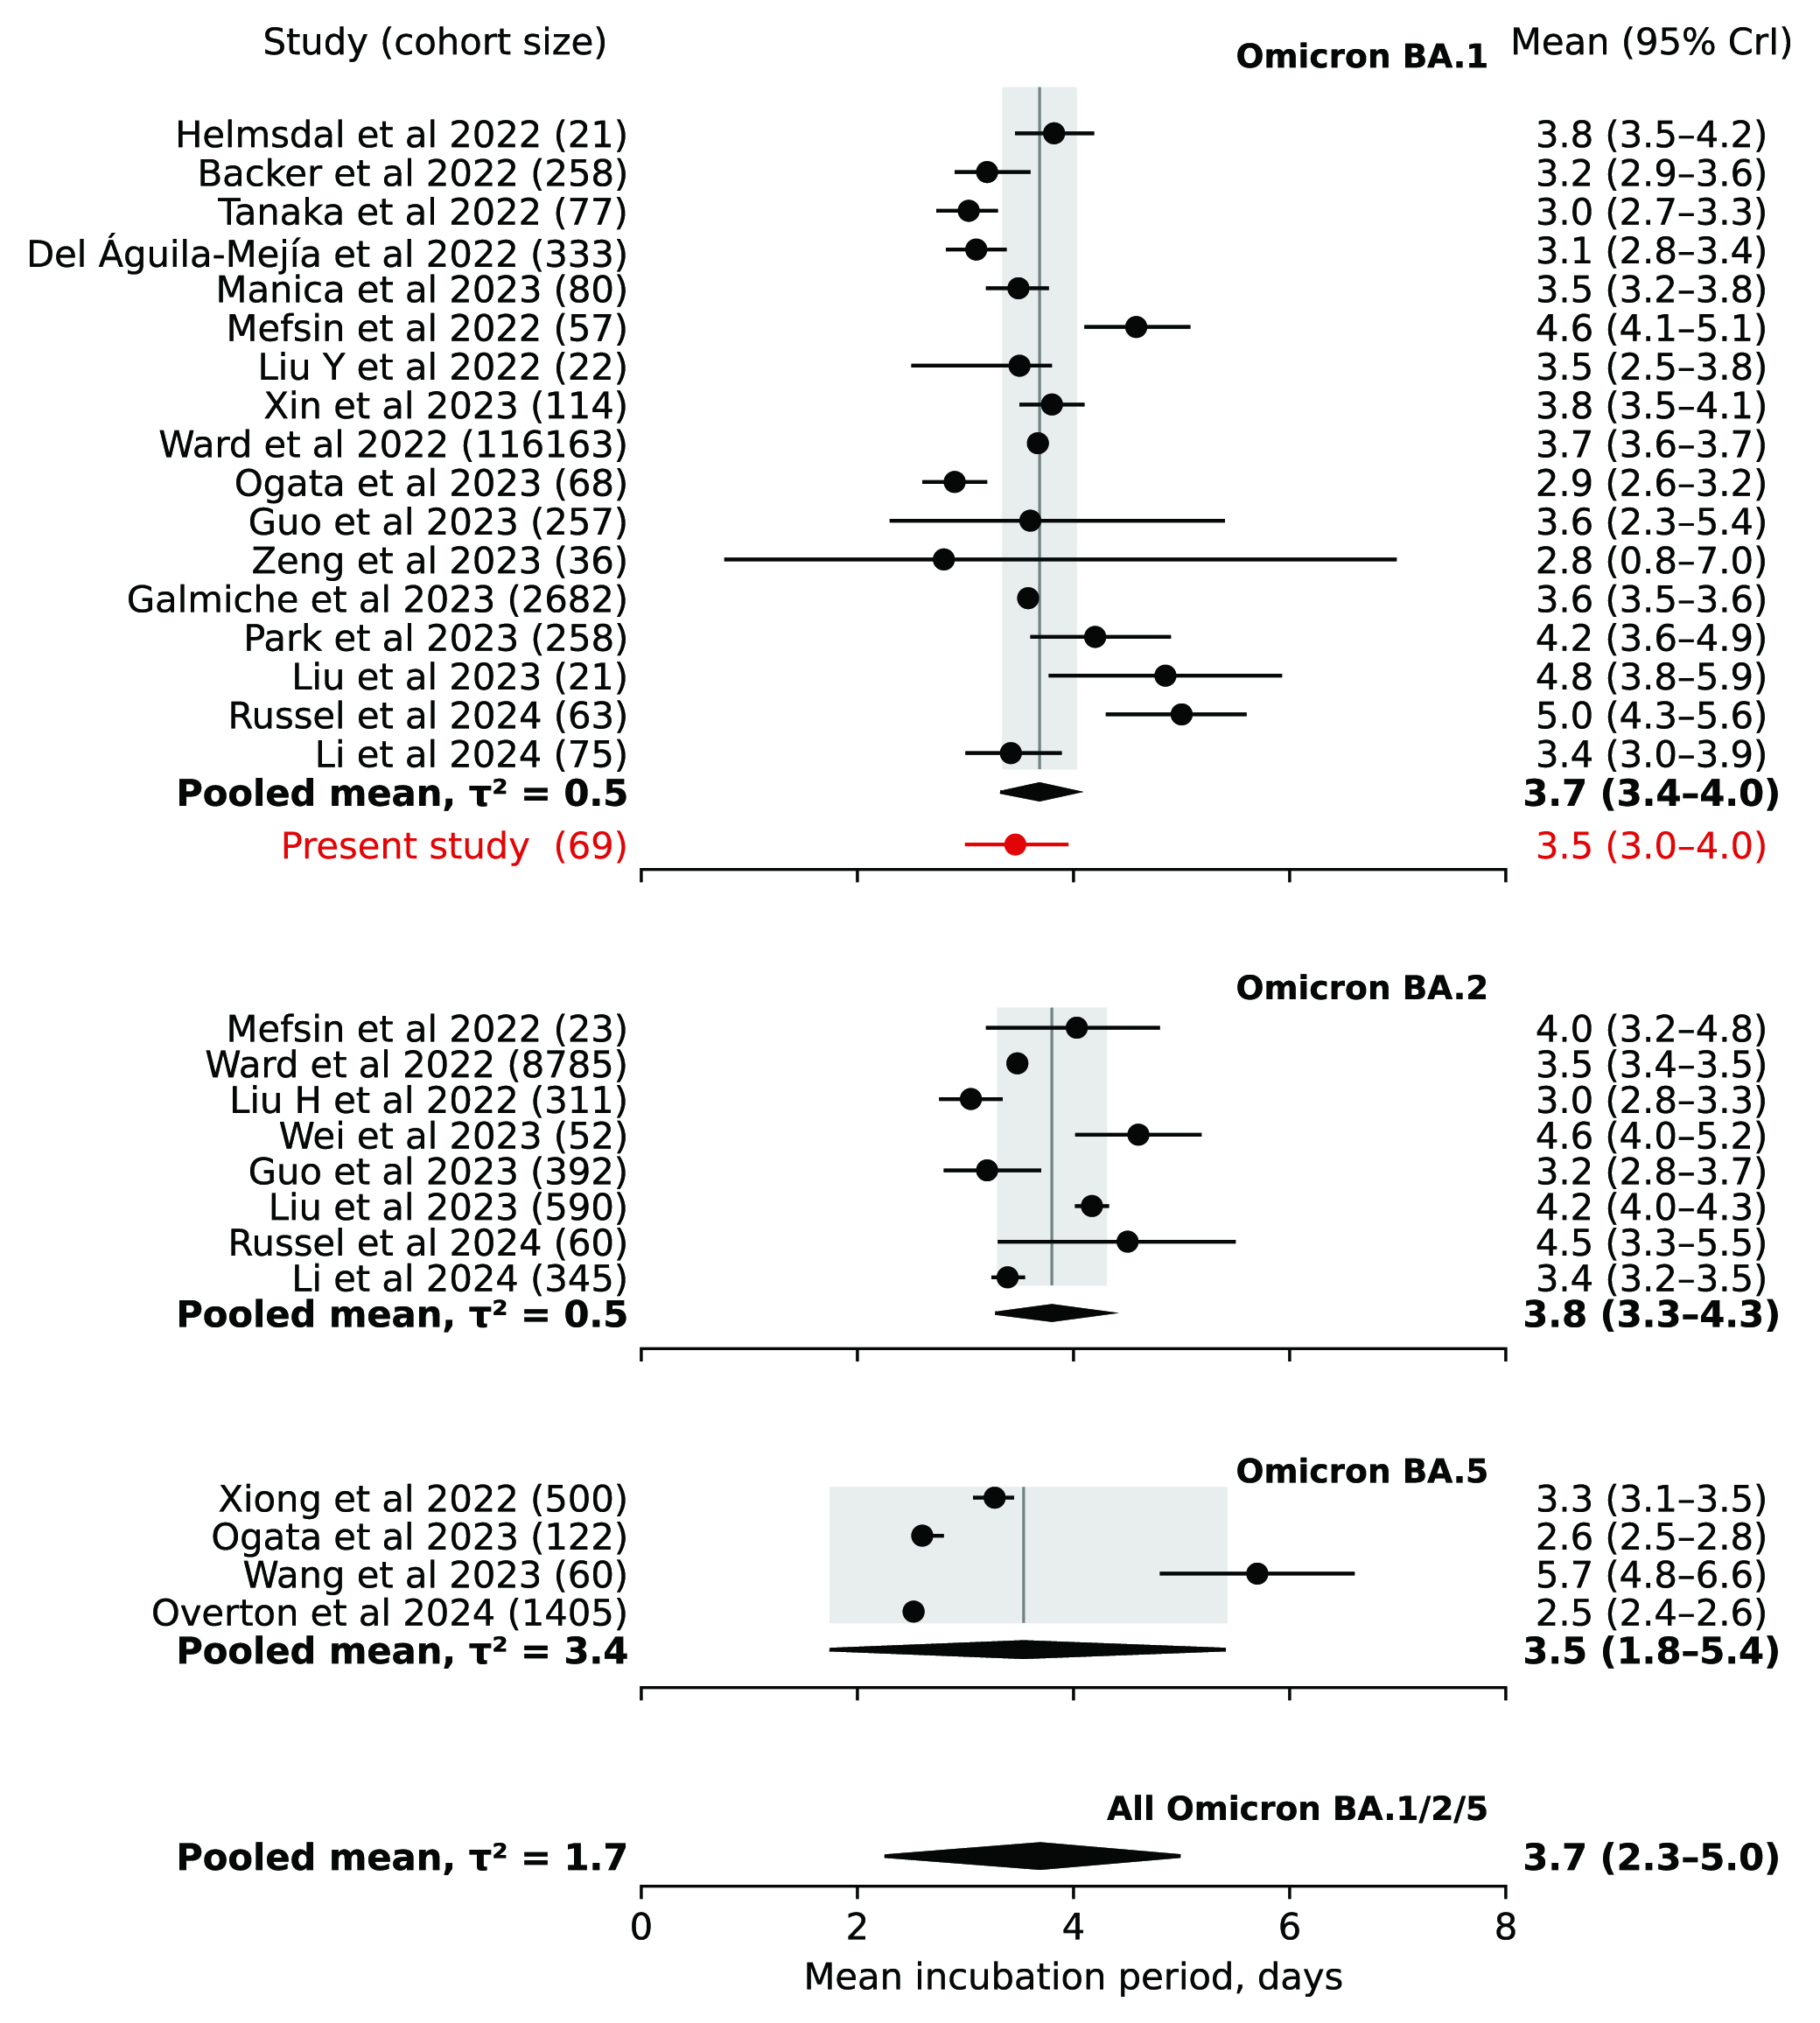 Study (cohort size) Omicron BA.1 Mean (95% CrI)
Helmsdal et al 2022 (21) 3.8 (3.5–4.2)
Backer et al 2022 (258) 3.2 (2.9–3.6)
Tanaka et al 2022 (77) 3.0 (2.7–3.3)
Del Águila-Mejía et al 2022 (333) 3.1 (2.8–3.4)
Manica et al 2023 (80) 3.5 (3.2–3.8)
Mefsin et al 2022 (57) 4.6 (4.1–5.1)
Liu Y et al 2022 (22) 3.5 (2.5–3.8)
Xin et al 2023 (114) 3.8 (3.5–4.1)
Ward et al 2022 (116163) 3.7 (3.6–3.7)
Ogata et al 2023 (68) 2.9 (2.6–3.2)
Guo et al 2023 (257) 3.6 (2.3–5.4)
Zeng et al 2023 (36) 2.8 (0.8–7.0)
Galmiche et al 2023 (2682) 3.6 (3.5–3.6)
Park et al 2023 (258) 4.2 (3.6–4.9)
Liu et al 2023 (21) 4.8 (3.8–5.9)
Russel et al 2024 (63) 5.0 (4.3–5.6)
Li et al 2024 (75) 3.4 (3.0–3.9)
Pooled mean, τ² = 0.5 3.7 (3.4–4.0)
Present study (69) 3.5 (3.0–4.0)
Omicron BA.2
Mefsin et al 2022 (23) 4.0 (3.2–4.8)
Ward et al 2022 (8785) 3.5 (3.4–3.5)
Liu H et al 2022 (311) 3.0 (2.8–3.3)
Wei et al 2023 (52) 4.6 (4.0–5.2)
Guo et al 2023 (392) 3.2 (2.8–3.7)
Liu et al 2023 (590) 4.2 (4.0–4.3)
Russel et al 2024 (60) 4.5 (3.3–5.5)
Li et al 2024 (345) 3.4 (3.2–3.5)
Pooled mean, τ² = 0.5 3.8 (3.3–4.3)
Omicron BA.5
Xiong et al 2022 (500) 3.3 (3.1–3.5)
Ogata et al 2023 (122) 2.6 (2.5–2.8)
Wang et al 2023 (60) 5.7 (4.8–6.6)
Overton et al 2024 (1405) 2.5 (2.4–2.6)
Pooled mean, τ² = 3.4 3.5 (1.8–5.4)
All Omicron BA.1/2/5
Pooled mean, τ² = 1.7 3.7 (2.3–5.0)
0 2 4 6 8
Mean incubation period, days